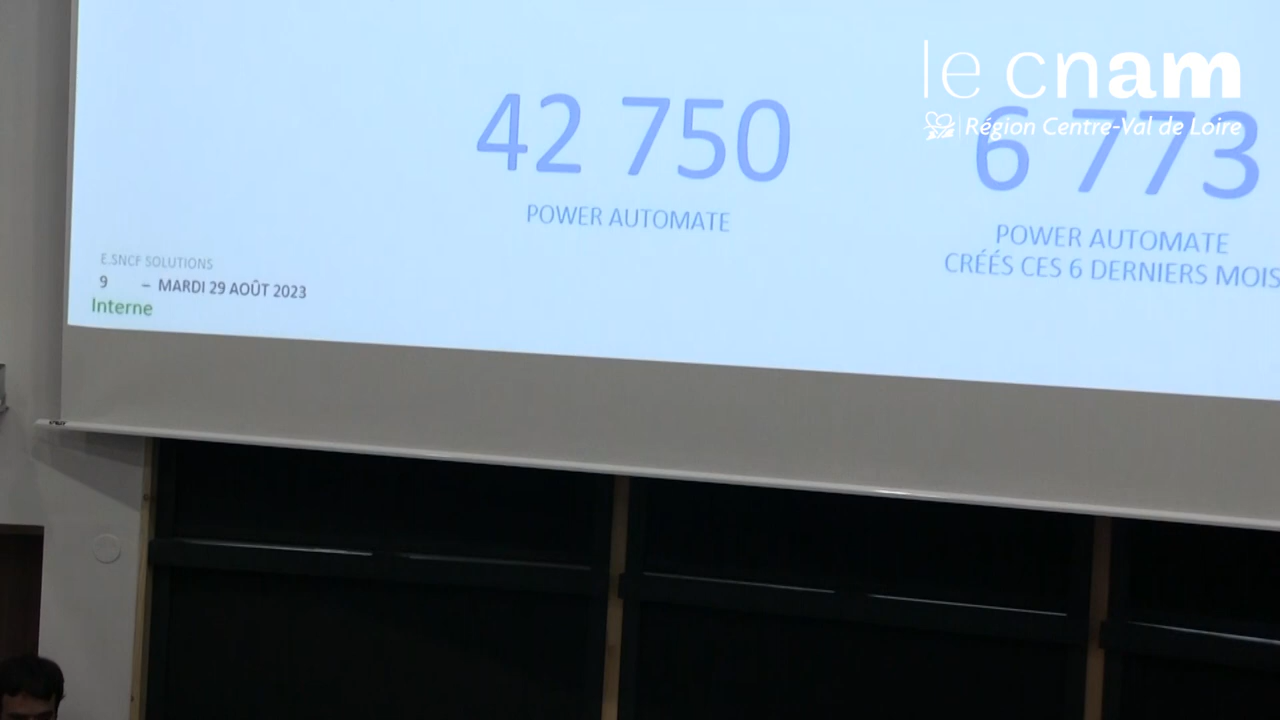 le cnam
Région Centre-Val de Loire
42 750
6 773
POWER AUTOMATE
POWER AUTOMATE
CRÉÉS CES 6 DERNIERS MOIS
E.SNCF SOLUTIONS
9 – MARDI 29 AOÛT 2023
Interne